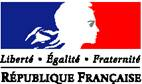 Liberté • Égalité • Fraternité
RÉPUBLIQUE FRANÇAISE